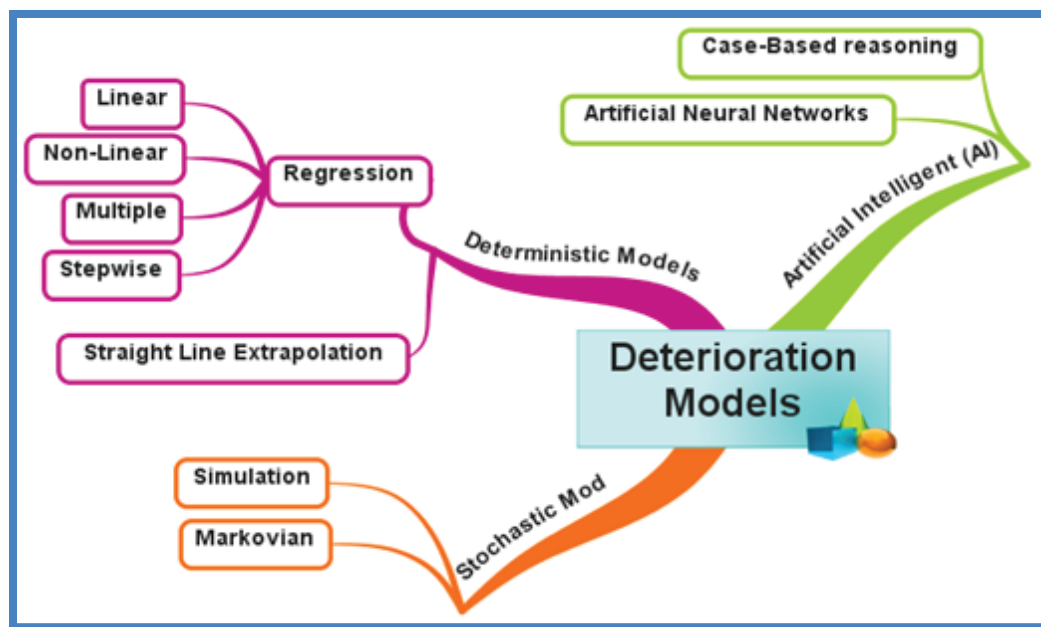 Case-Based reasoning
Artificial Neural Networks
Artificial Intelligent (AI)
Linear
Non-Linear
Multiple
Stepwise
Regression
Deterministic Models
Straight Line Extrapolation
Deterioration
Models
Simulation
Markovian
Stochastic Mod